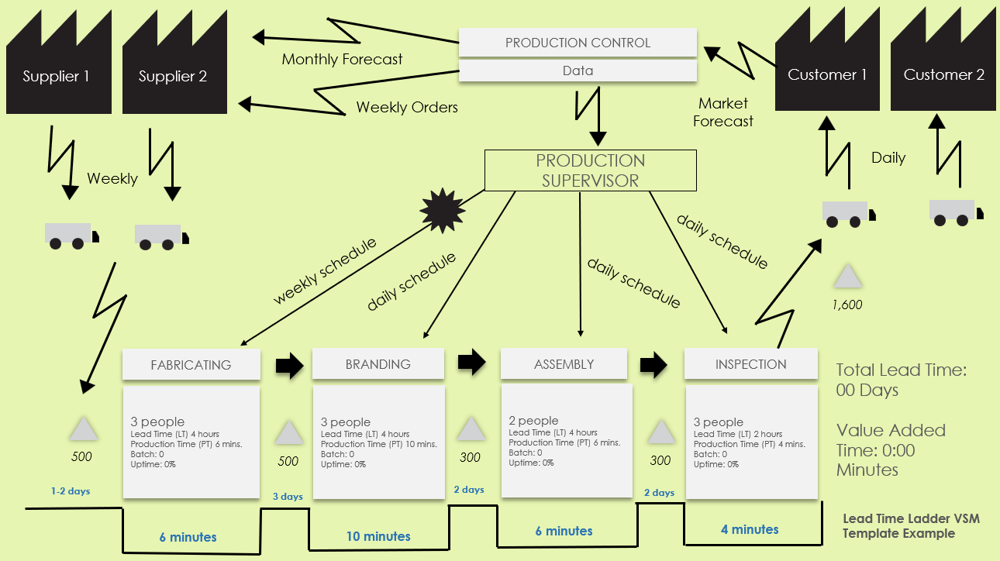 Supplier 1
Supplier 2
Monthly Forecast
Weekly Orders
PRODUCTION CONTROL
Data
Market
Forecast
Customer 1
Customer 2
Weekly
PRODUCTION
SUPERVISOR
Daily
weekly schedule
daily schedule
daily schedule
daily schedule
1,600
FABRICATING
BRANDING
ASSEMBLY
INSPECTION
500
1-2 days
3 people
Lead Time (LT) 4 hours
Production Time (PT) 6 mins.
Batch: 0
Uptime: 0%
500
3 days
3 people
Lead Time (LT) 4 hours
Production Time (PT) 10 mins.
Batch: 0
Uptime: 0%
300
2 days
2 people
Lead Time (LT) 4 hours
Production Time (PT) 6 mins.
Batch: 0
Uptime: 0%
300
2 days
3 people
Lead Time (LT) 2 hours
Production Time (PT) 4 mins.
Batch: 0
Uptime: 0%
Total Lead Time:
00 Days
Value Added
Time: 0:00
Minutes
6 minutes
10 minutes
6 minutes
4 minutes
Lead Time Ladder VSM
Template Example